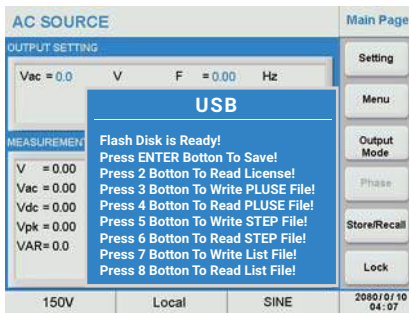 AC SOURCE
Main Page
OUTPUT SETTING
Vac = 0.0 V F = 0.00 Hz
Setting
Menu
Output
Mode
Phase
Store/Recall
Lock
USB
Flash Disk is Ready!
Press ENTER Botton To Save!
Press 2 Botton To Read License!
Press 3 Botton To Write PLUSE File!
Press 4 Botton To Read PLUSE File!
Press 5 Botton To Write STEP File!
Press 6 Botton To Read STEP File!
Press 7 Botton To Write List File!
Press 8 Botton To Read List File!
MEASUREMEN
V = 0.00
Vac = 0.00
Vdc = 0.00
Vpk = 0.00
VAR= 0.0
150V Local SINE
2080/0/10
04:07